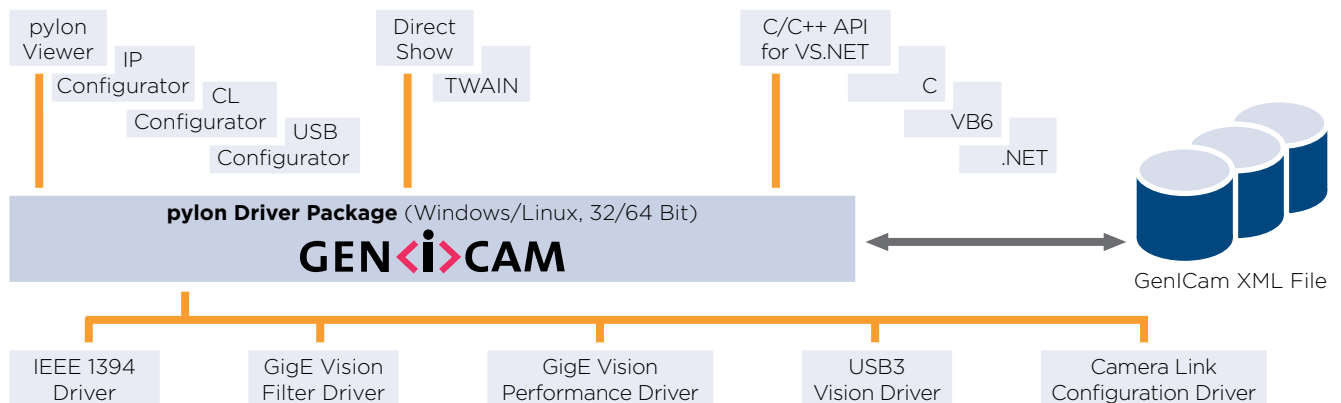 pylon
Viewer
IP
Configurator
CL
Configurator
USB
Configurator
Direct
Show
TWAIN
C/C++ API
for VS.NET
C
VB6
.NET
pylon Driver Package (Windows/Linux, 32/64 Bit)
GEN<i>CAM
GenICam XML File
IEEE 1394
Driver
GigE Vision
Filter Driver
GigE Vision
Performance Driver
USB3
Vision Driver
Camera Link
Configuration Driver